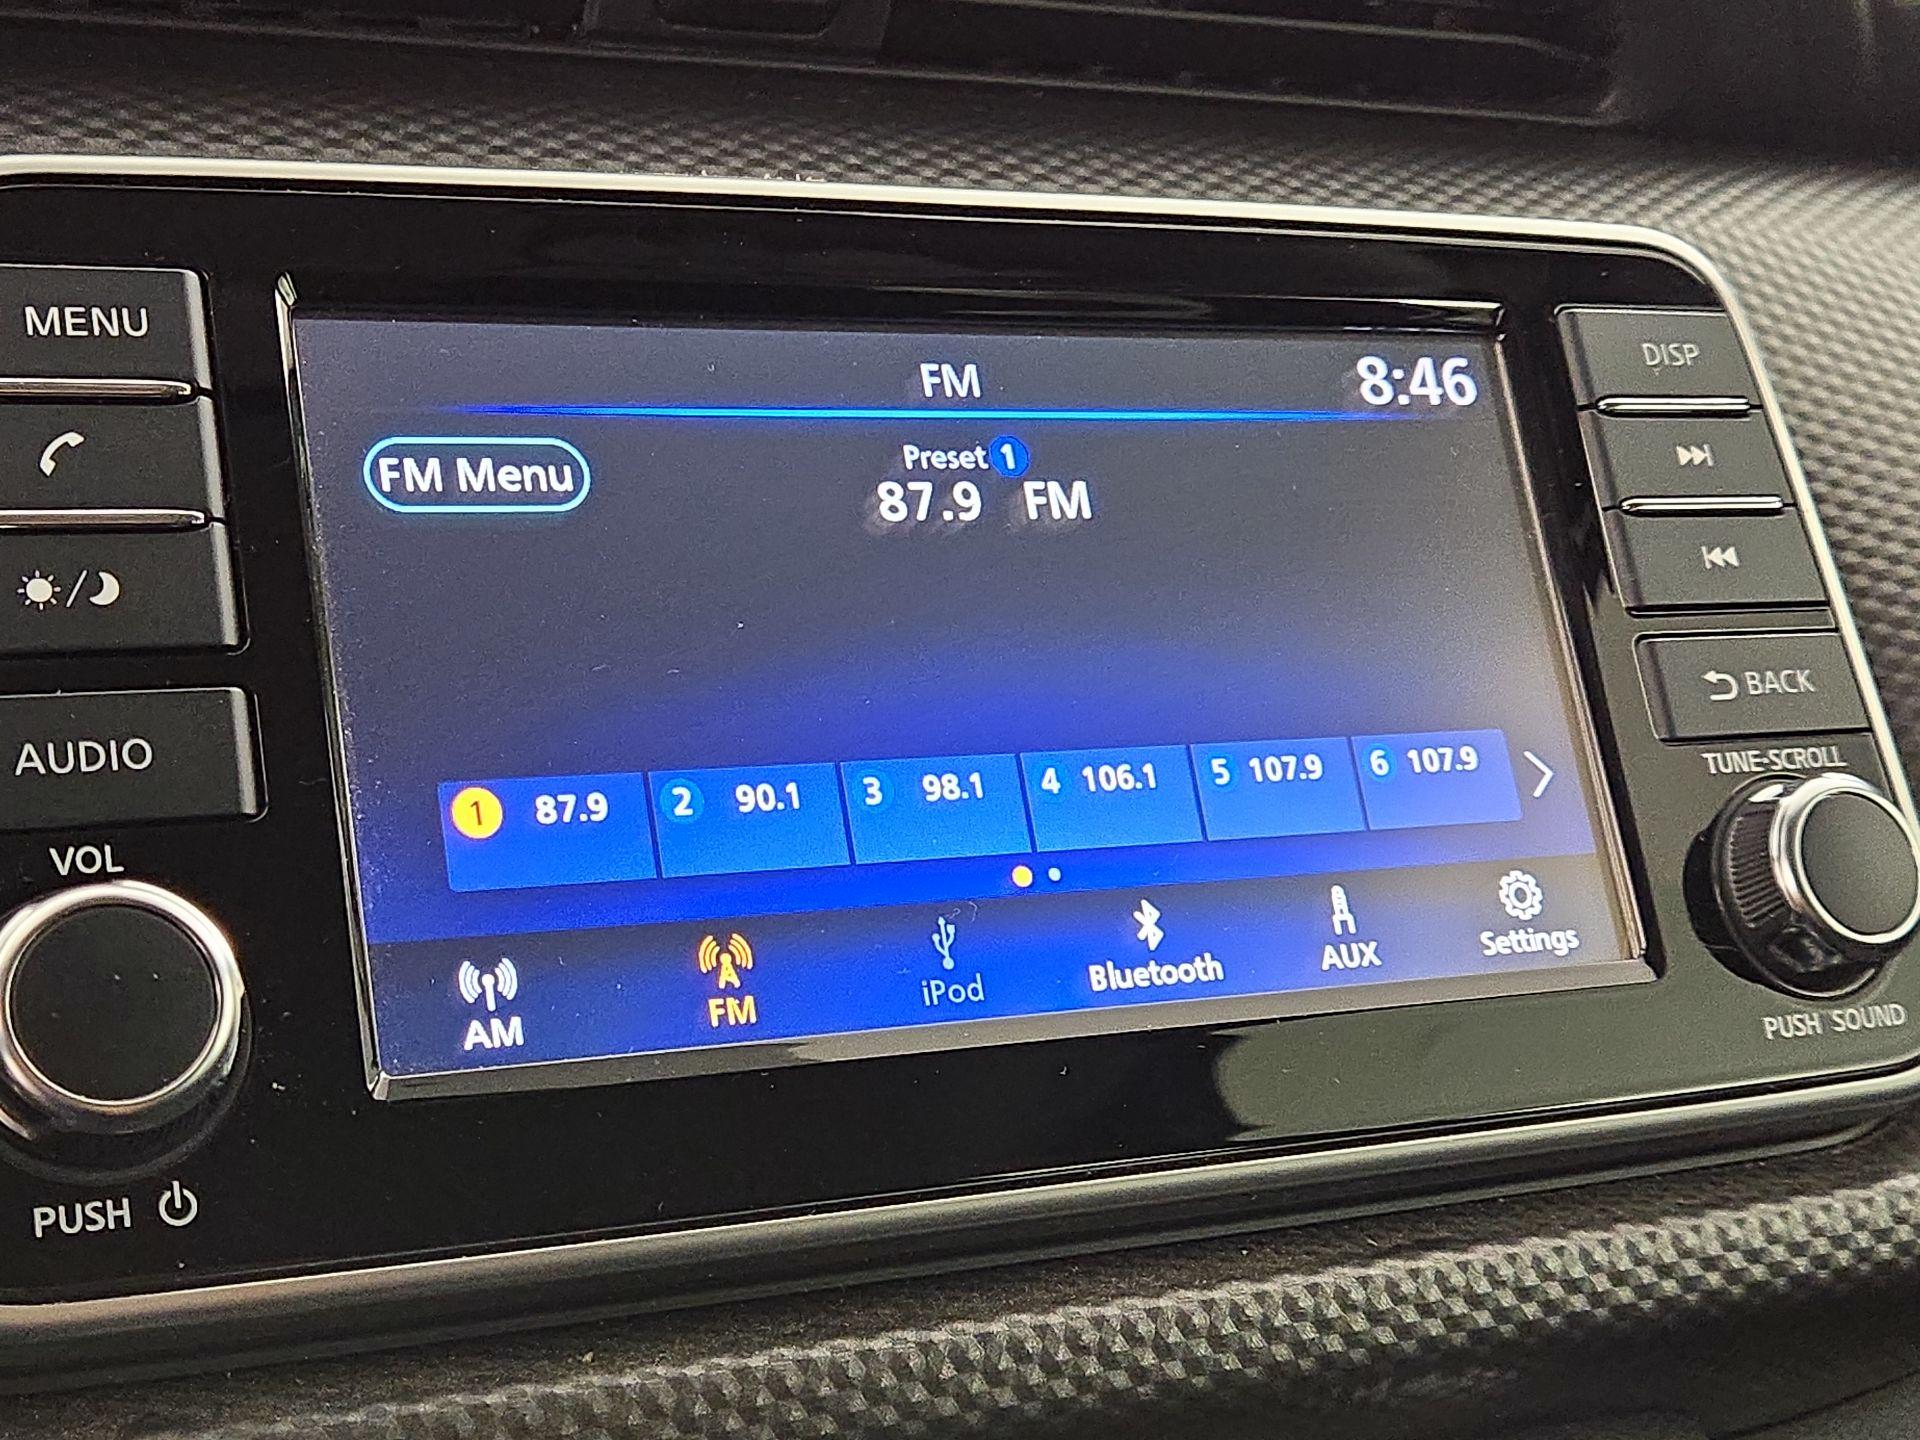 MENU
AUDIO
VOL
PUSH
FM
8:46
FM Menu
Preset 1
87.9 FM
1 87.9
2 90.1
3 98.1
4 106.1
5 107.9
6 107.9
AM
FM
iPod
Bluetooth
AUX
Settings
DISP
BACK
TUNE-SCROLL
PUSH SOUND